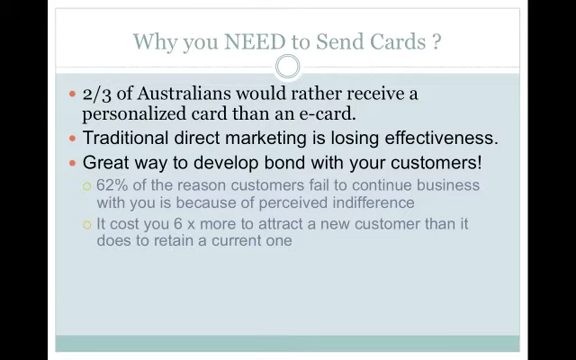 Why you NEED to Send Cards ?
2/3 of Australians would rather receive a
personalized card than an e-card.
Traditional direct marketing is losing effectiveness.
Great way to develop bond with your customers!
62% of the reason customers fail to continue business
with you is because of perceived indifference
It cost you 6 x more to attract a new customer than it
does to retain a current one